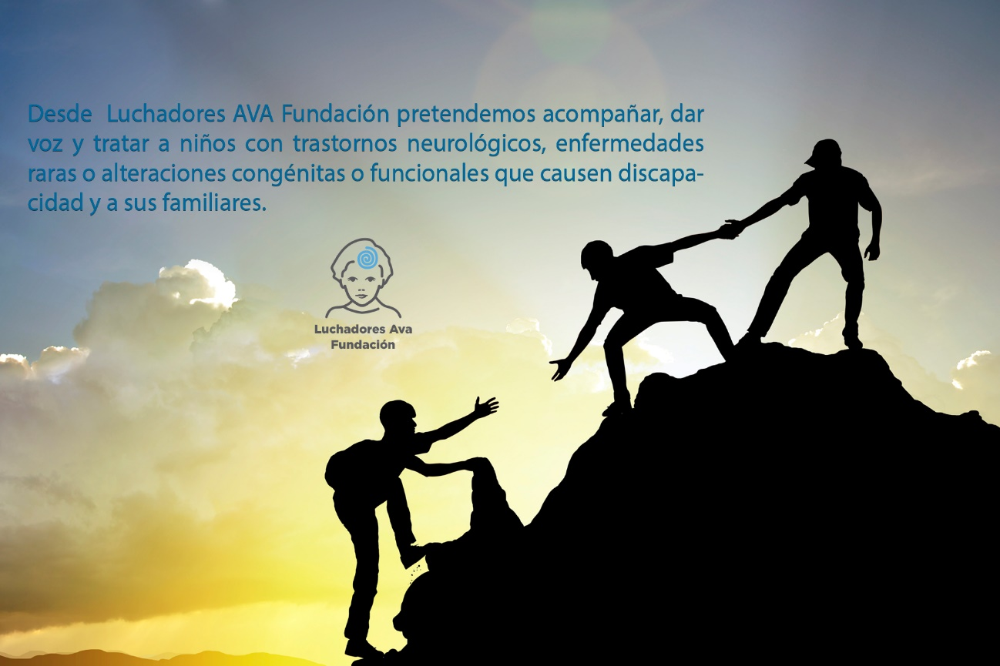 Desde Luchadores AVA Fundación pretendemos acompañar, dar
voz y tratar a niños con trastornos neurológicos, enfermedades
raras o alteraciones congénitas o funcionales que causen discapa-
cidad y a sus familiares.
Luchadores Ava
Fundación